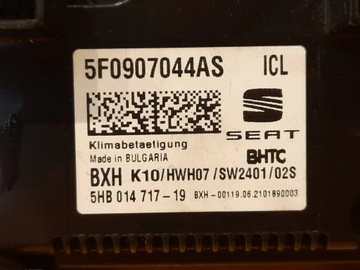 5F0907044AS ICL
SEAT
Klimabetaetigung
Made in BULGARIA BHTC
BXH K10/HWH07/SW2401/02S
5HB 014 717-19 BXH-00119.06.2101890003